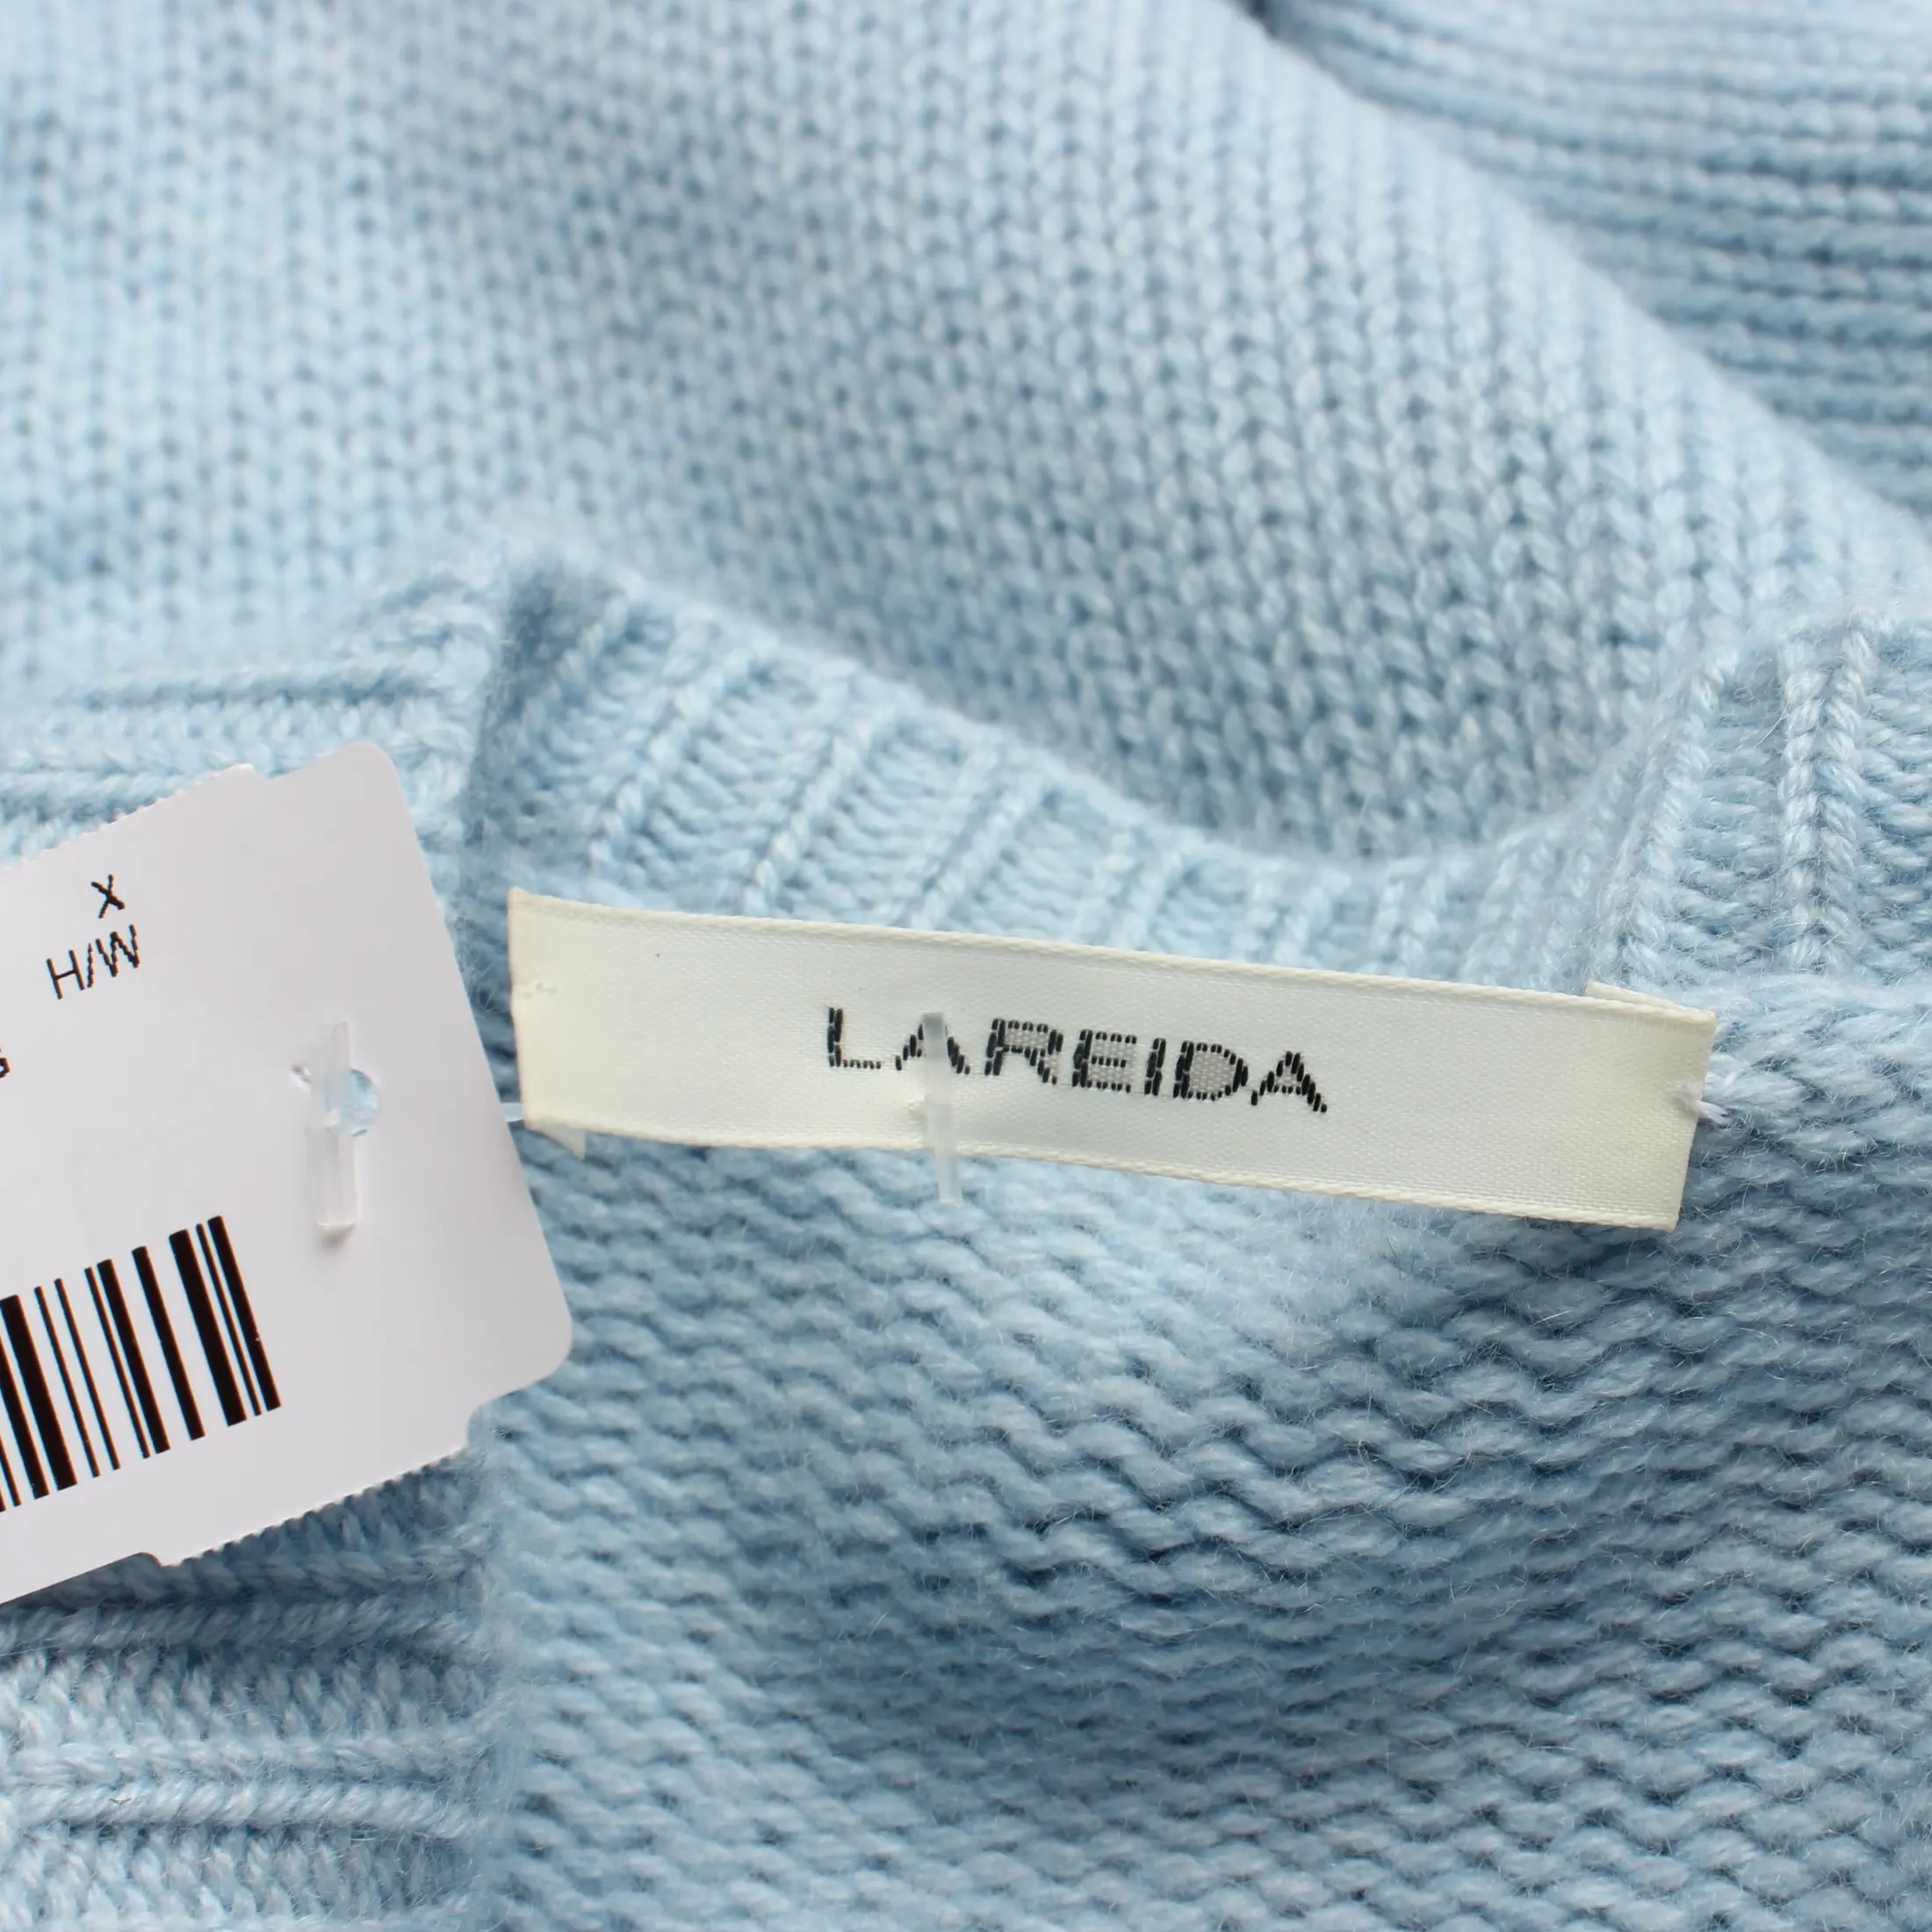 X
H/W
G
LAREIDA